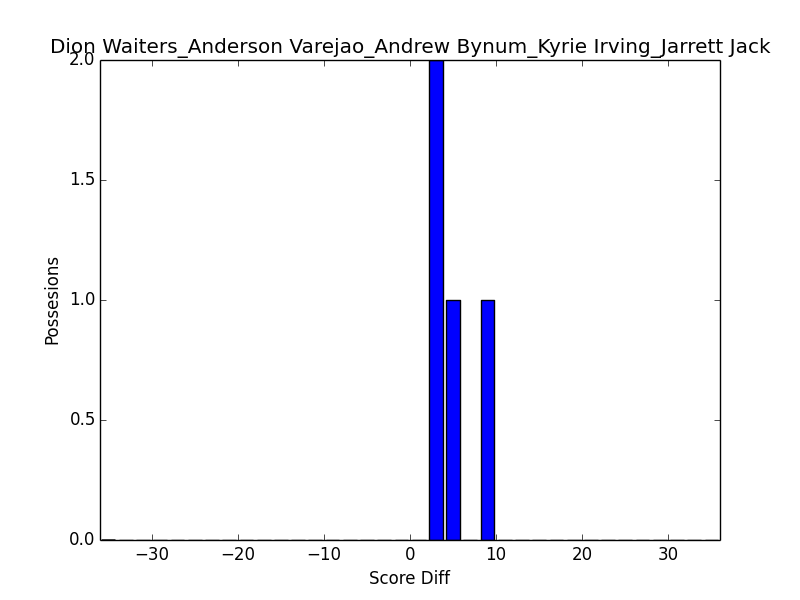 Dion Waiters_Anderson Varejao_Andrew Bynum_Kyrie Irving_Jarrett Jack
2.0
1.5
1.0
0.5
0.0
Possesions
−30 −20 −10 0 10 20 30
Score Diff